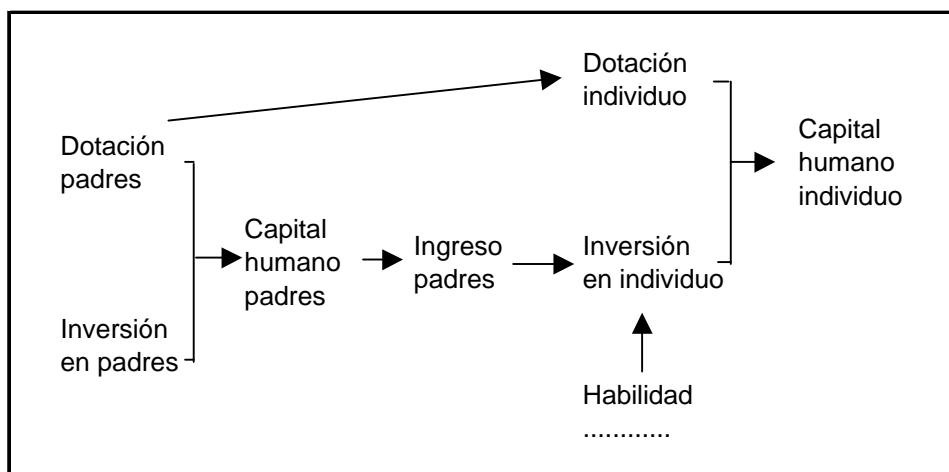 Dotación
individuo
Dotación
padres
Capital
humano
individuo
Capital
humano
padres
Ingreso
padres
Inversión
en individuo
Inversión
en padres
Habilidad
............